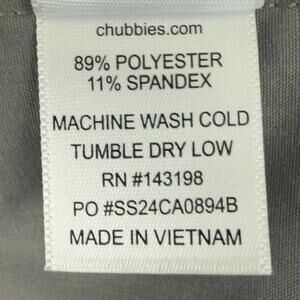 chubbies.com
89% POLYESTER
11% SPANDEX
MACHINE WASH COLD
TUMBLE DRY LOW
RN #143198
PO #SS24CA0894B
MADE IN VIETNAM